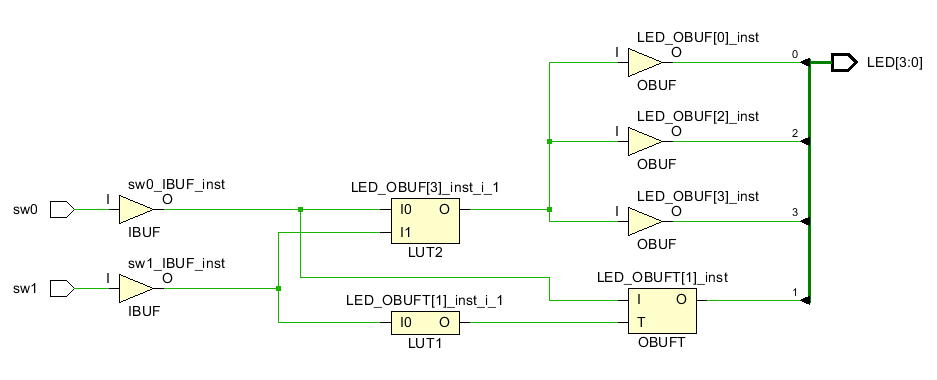 LED_OBUF[0]_inst
I
O
0
LED[3:0]
OBUF
LED_OBUF[2]_inst
I
O
2
OBUF
sw0_IBUF_inst
LED_OBUF[3]_inst_i_1
LED_OBUF[3]_inst
sw0
I
O
I0
O
I
O
3
IBUF
I1
OBUF
LUT2
sw1_IBUF_inst
LED_OBUFT[1]_inst
sw1
I
O
LED_OBUFT[1]_inst_i_1
I
O
1
IBUF
I0
O
T
LUT1
OBUFT